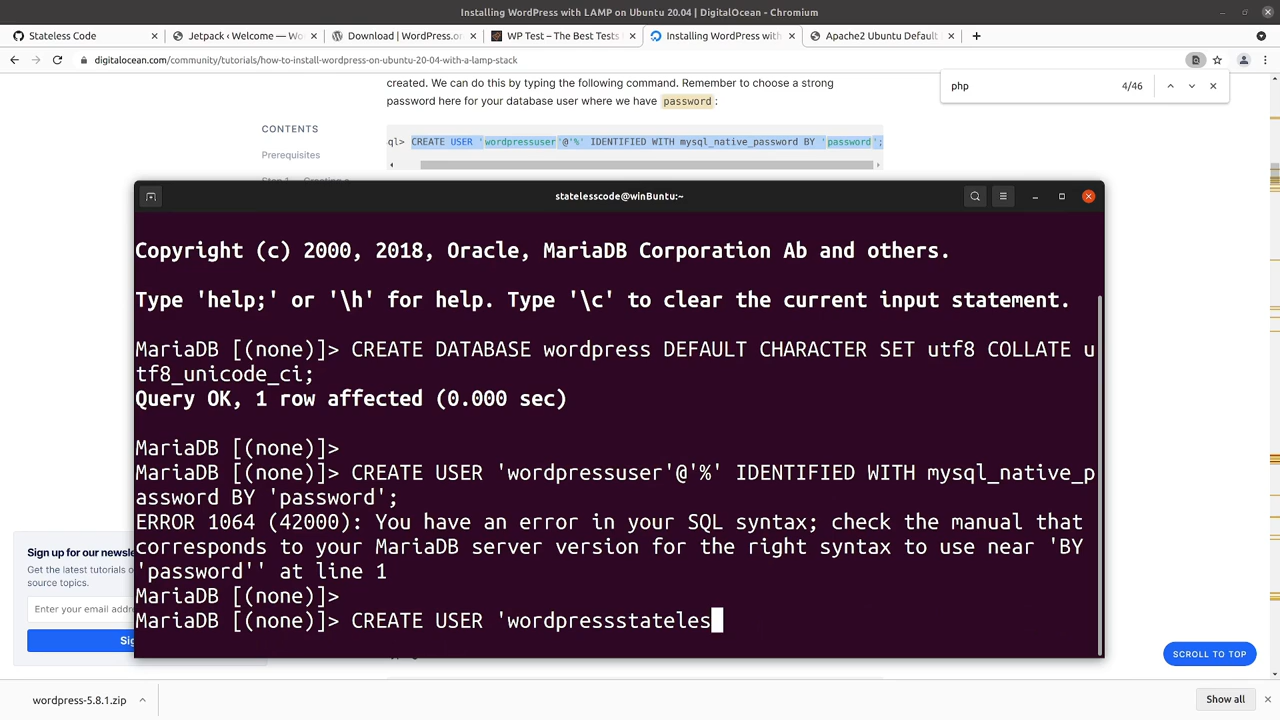 Installing WordPress with LAMP on Ubuntu 20.04 | DigitalOcean - Chromium
Stateless Code
Jetpack ‹ Welcome — Wo
Download | WordPress.o
WP Test – The Best Tests
Installing WordPress with
Apache2 Ubuntu Default
digitalocean.com/community/tutorials/how-to-install-wordpress-on-ubuntu-20-04-with-a-lamp-stack
php
4/46
created. We can do this by typing the following command. Remember to choose a strong
password here for your database user where we have password :
CONTENTS
Prerequisites
ql> CREATE USER 'wordpressuser'@'%' IDENTIFIED WITH mysql_native_password BY 'password';
statelesscode@winBuntu:~
Copyright (c) 2000, 2018, Oracle, MariaDB Corporation Ab and others.
Type 'help;' or '\h' for help. Type '\c' to clear the current input statement.
MariaDB [(none)]> CREATE DATABASE wordpress DEFAULT CHARACTER SET utf8 COLLATE u
tf8_unicode_ci;
Query OK, 1 row affected (0.000 sec)
MariaDB [(none)]>
MariaDB [(none)]> CREATE USER 'wordpressuser'@'%' IDENTIFIED WITH mysql_native_p
assword BY 'password';
ERROR 1064 (42000): You have an error in your SQL syntax; check the manual that
corresponds to your MariaDB server version for the right syntax to use near 'BY
'password'' at line 1
MariaDB [(none)]>
MariaDB [(none)]> CREATE USER 'wordpressstateles
Sign up for our newsle
Get the latest tutorials o
source topics.
Enter your email addre
Sig
SCROLL TO TOP
wordpress-5.8.1.zip
Show all